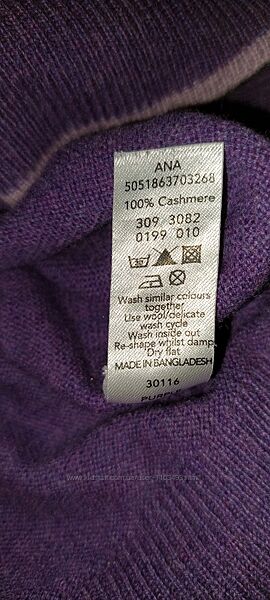 ANA
5051863703268
100% Cashmere
309 3082
0199 010
30
Wash similar colours
together
Use wool/delicate
wash cycle
Wash inside out
Re-shape whilst damp
Dry flat
MADE IN BANGLADESH
30116